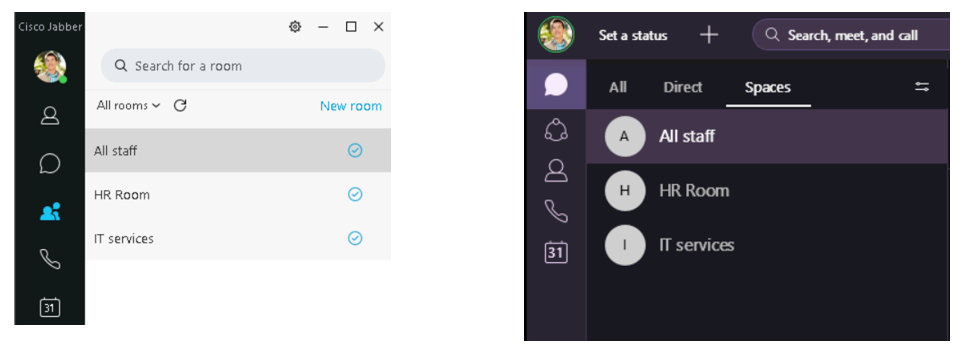 Cisco Jabber
Search for a room
All rooms
New room
All staff
HR Room
IT services
31
Set a status
Search, meet, and call
All Direct Spaces
A All staff
H HR Room
I IT services
31